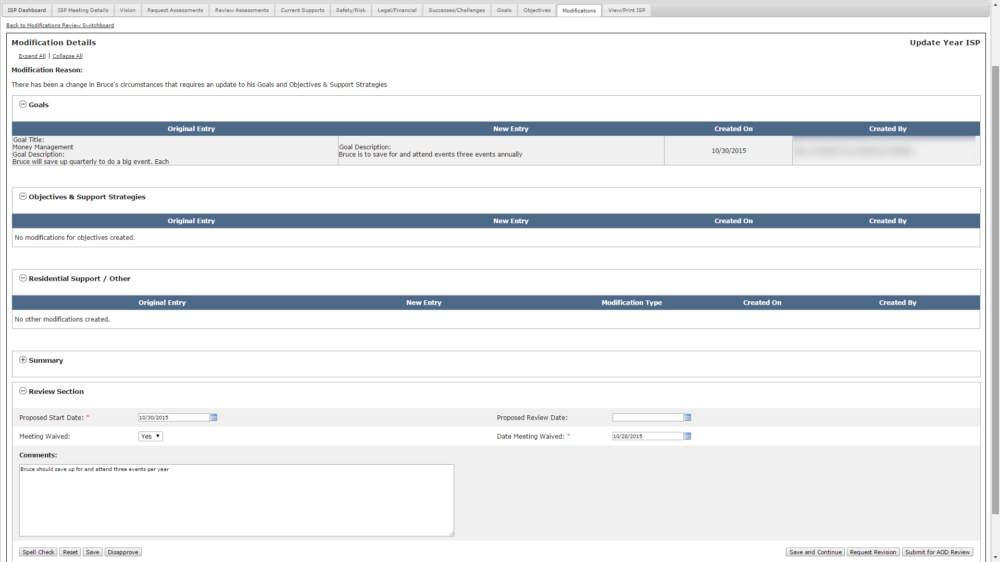 ISP Dashboard ISP Meeting Details Vision Request Assessments Review Assessments Current Supports Safety/Risk Legal/Financial Successes/Challenges Goals Objectives Modifications View/Print ISP
Back to Modifications Review Switchboard
Modification Details Update Year ISP
Expand All | Collapse All
Modification Reason:
There has been a change in Bruce's circumstances that requires an update to his Goals and Objectives & Support Strategies
Goals
Original Entry New Entry Created On Created By
Goal Title:
Money Management
Goal Description:
Bruce will save up quarterly to do a big event. Each
Goal Description:
Bruce is to save for and attend events three events annually
10/30/2015
Objectives & Support Strategies
Original Entry New Entry Created On Created By
No modifications for objectives created.
Residential Support / Other
Original Entry New Entry Modification Type Created On Created By
No other modifications created.
Summary
Review Section
Proposed Start Date: * 10/30/2015 Proposed Review Date:
Meeting Waived: Yes Date Meeting Waived: * 10/28/2015
Comments:
Bruce should save up for and attend three events per year
Spell Check Reset Save Disapprove Save and Continue Request Revision Submit for AOD Review